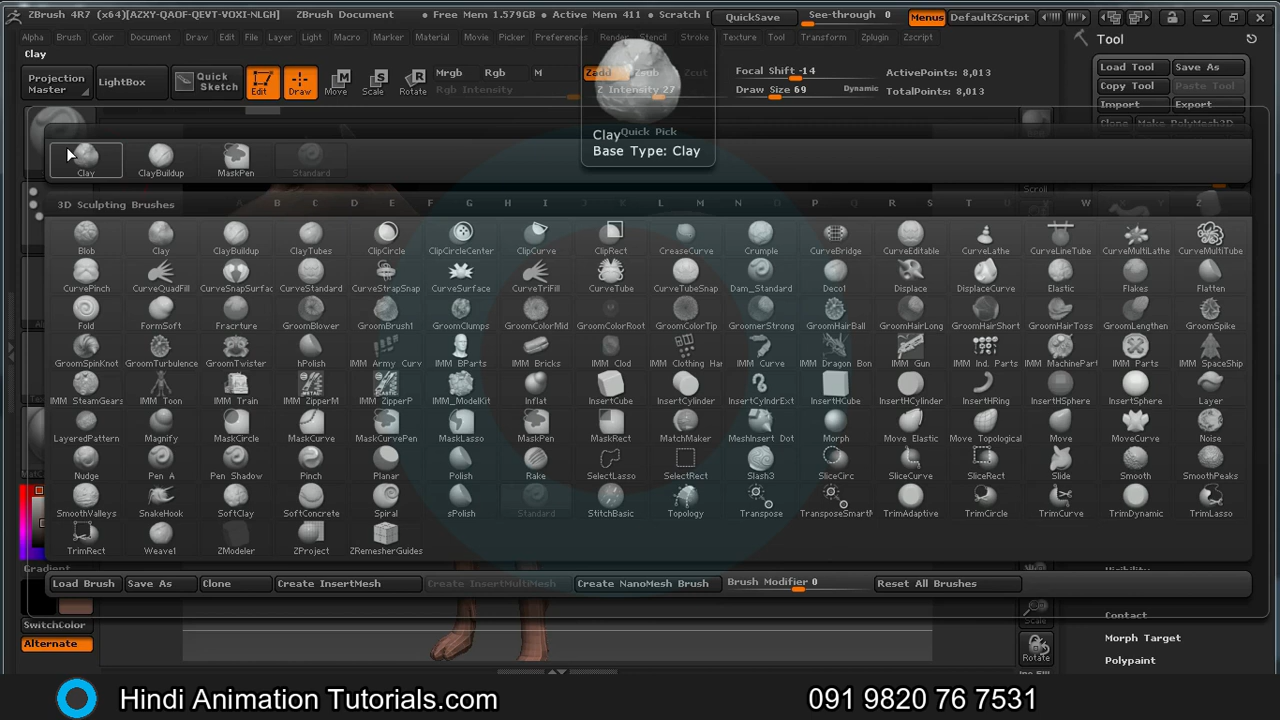 ZBrush 4R7 (x64)[AZXY-QAOF-QEVT-VOXI-NLGH] ZBrush Document • Free Mem 1.579GB • Active Mem 411 • Scratch D QuickSave See-through 0 Menus DefaultZScript
Alpha Brush Color Document Draw Edit File Layer Light Macro Marker Material Movie Picker Preferences Render Stencil Stroke Texture Tool Transform Zplugin Zscript
Clay
Tool
Projection Master LightBox Quick Sketch Edit Draw Move Scale Rotate
Mrgb Rgb M Zadd Zsub Zcut
Rgb Intensity Z Intensity 27
Focal Shift -14 ActivePoints: 8,013
Draw Size 69 Dynamic TotalPoints: 8,013
Load Tool Save As
Copy Tool Paste Tool
Import Export
Clone Make PolyMesh3D
Quick Pick
Clay
Base Type: Clay
Clay ClayBuildup MaskPen Standard
Scroll
3D Sculpting Brushes A B C D E F G H I J K L M N O P Q R S T U V W X Y Z
Blob Clay ClayBuildup ClayTubes ClipCircle ClipCircleCenter ClipCurve ClipRect CreaseCurve Crumple CurveBridge CurveEditable CurveLathe CurveLineTube CurveMultiLathe CurveMultiTube
CurvePinch CurveQuadFill CurveSnapSurfac CurveStandard CurveStrapSnap CurveSurface CurveTriFill CurveTube CurveTubeSnap Dam_Standard Deco1 Displace DisplaceCurve Elastic Flakes Flatten
Fold FormSoft Fracrture GroomBlower GroomBrush1 GroomClumps GroomColorMid GroomColorRoot GroomColorTip GroomerStrong GroomHairBall GroomHairLong GroomHairShort GroomHairToss GroomLengthen GroomSpike
GroomSpinKnot GroomTurbulence GroomTwister hPolish IMM Army Curv IMM BParts IMM Bricks IMM Clod IMM Clothing Har IMM Curve IMM Dragon Bon IMM Gun IMM Ind. Parts IMM MachinePart IMM Parts IMM SpaceShip
IMM SteamGears IMM Toon IMM Train IMM ZipperM IMM ZipperP IMM_ModelKit Inflat InsertCube InsertCylinder InsertCylndrExt InsertHCube InsertHCylinder InsertHRing InsertHSphere InsertSphere Layer
LayeredPattern Magnify MaskCircle MaskCurve MaskCurvePen MaskLasso MaskPen MaskRect MatchMaker MeshInsert Dot Morph Move Elastic Move Topological Move MoveCurve Noise
Nudge Pen A Pen Shadow Pinch Planar Polish Rake SelectLasso SelectRect Slash3 SliceCirc SliceCurve SliceRect Slide Smooth SmoothPeaks
SmoothValleys SnakeHook SoftClay SoftConcrete Spiral sPolish Standard StitchBasic Topology Transpose TransposeSmartM TrimAdaptive TrimCircle TrimCurve TrimDynamic TrimLasso
TrimRect Weave1 ZModeler ZProject ZRemesherGuides
Load Brush Save As Clone Create InsertMesh Create InsertMultiMesh Create NanoMesh Brush Brush Modifier 0 Reset All Brushes
Gradient
SwitchColor
Alternate
Scale
Rotate
Visibility
Contact
Morph Target
Polypaint
Hindi Animation Tutorials.com 091 9820 76 7531